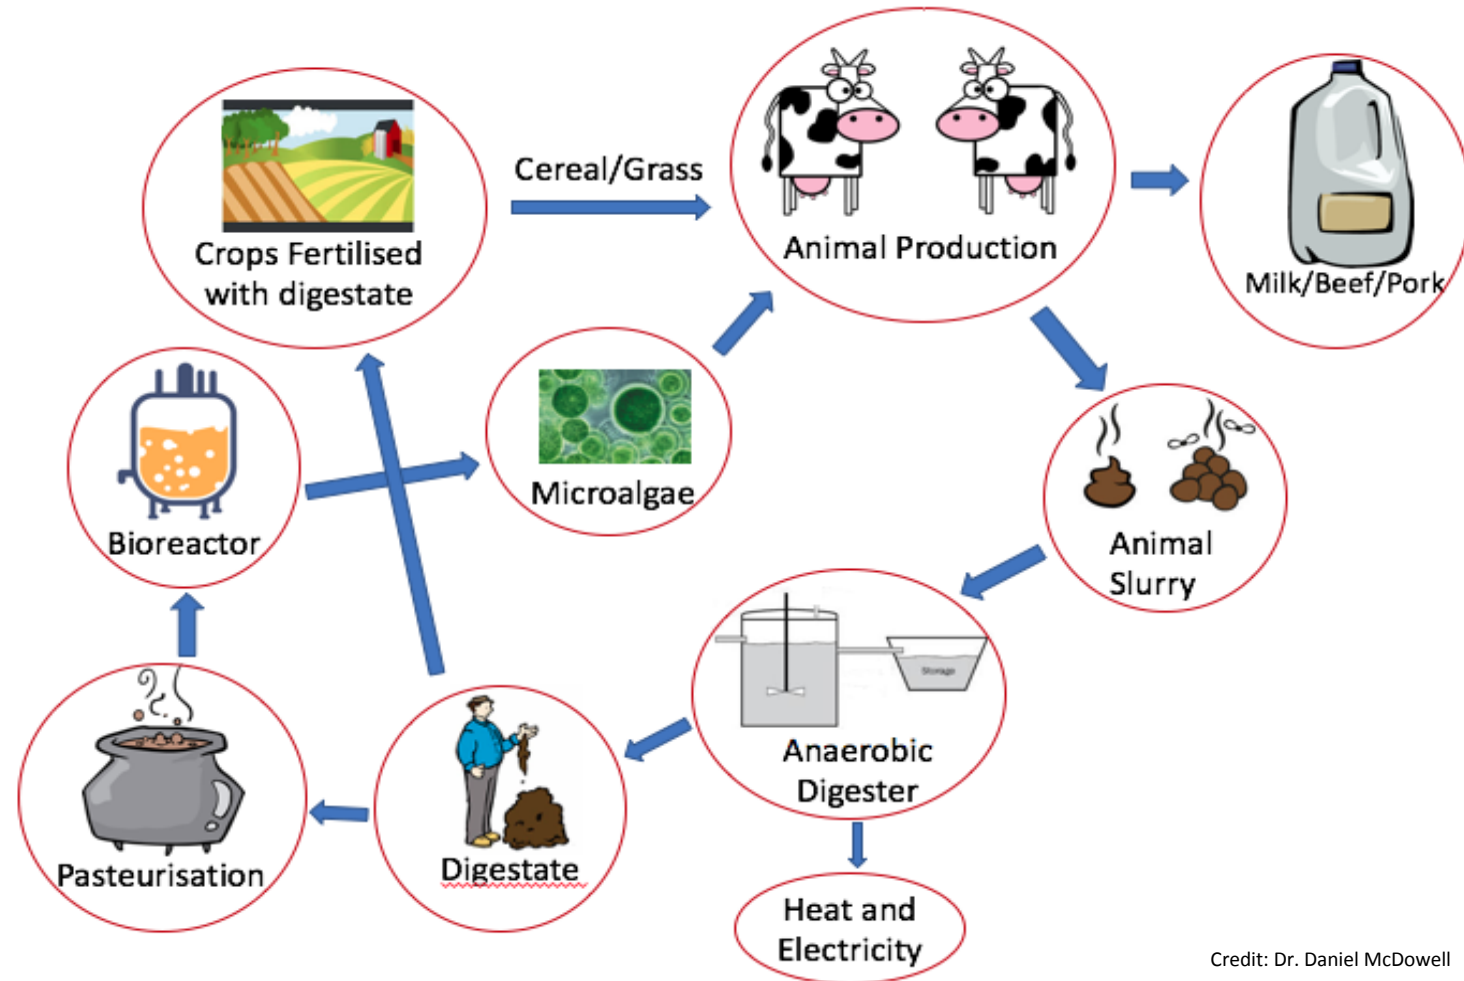 Cereal/Grass
Crops Fertilised
with digestate
Animal Production
Milk/Beef/Pork
Bioreactor
Microalgae
Animal
Slurry
Storage
Anaerobic
Digester
Pasteurisation
Digestate
Heat and
Electricity
Credit: Dr. Daniel McDowell